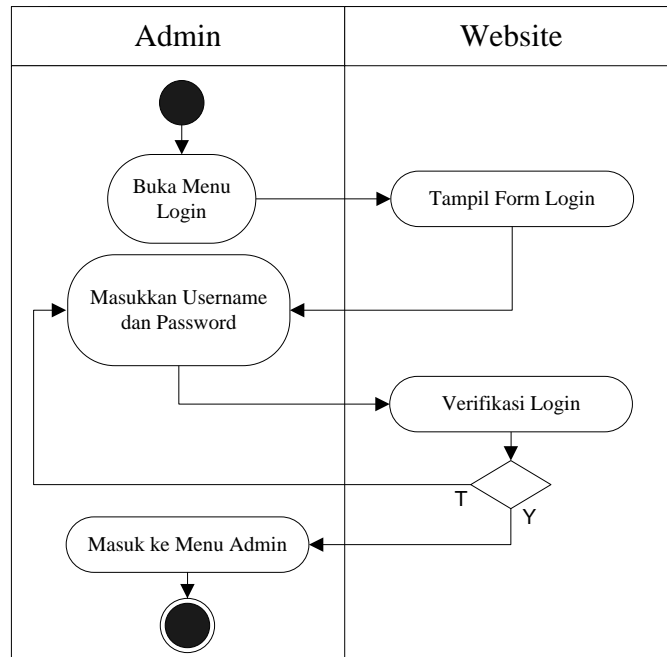 Admin
Website
Buka Menu
Login
Tampil Form Login
Masukkan Username
dan Password
Verifikasi Login
T
Y
Masuk ke Menu Admin